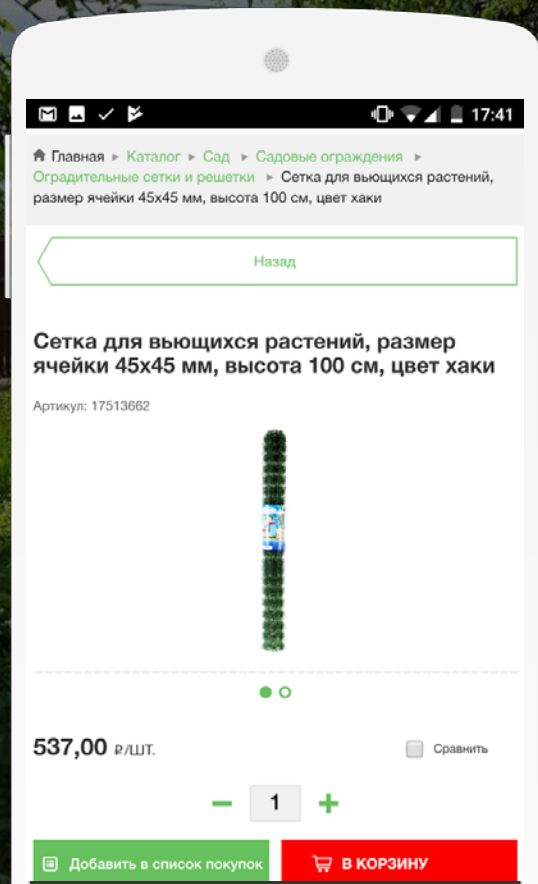 17:41
Главная ▸ Каталог ▸ Сад ▸ Садовые ограждения ▸
Оградительные сетки и решетки ▸ Сетка для вьющихся растений,
размер ячейки 45х45 мм, высота 100 см, цвет хаки
Назад
Сетка для вьющихся растений, размер
ячейки 45х45 мм, высота 100 см, цвет хаки
Артикул: 17513662
537,00 ₽/ШТ.
Сравнить
− 1 +
Добавить в список покупок
В КОРЗИНУ